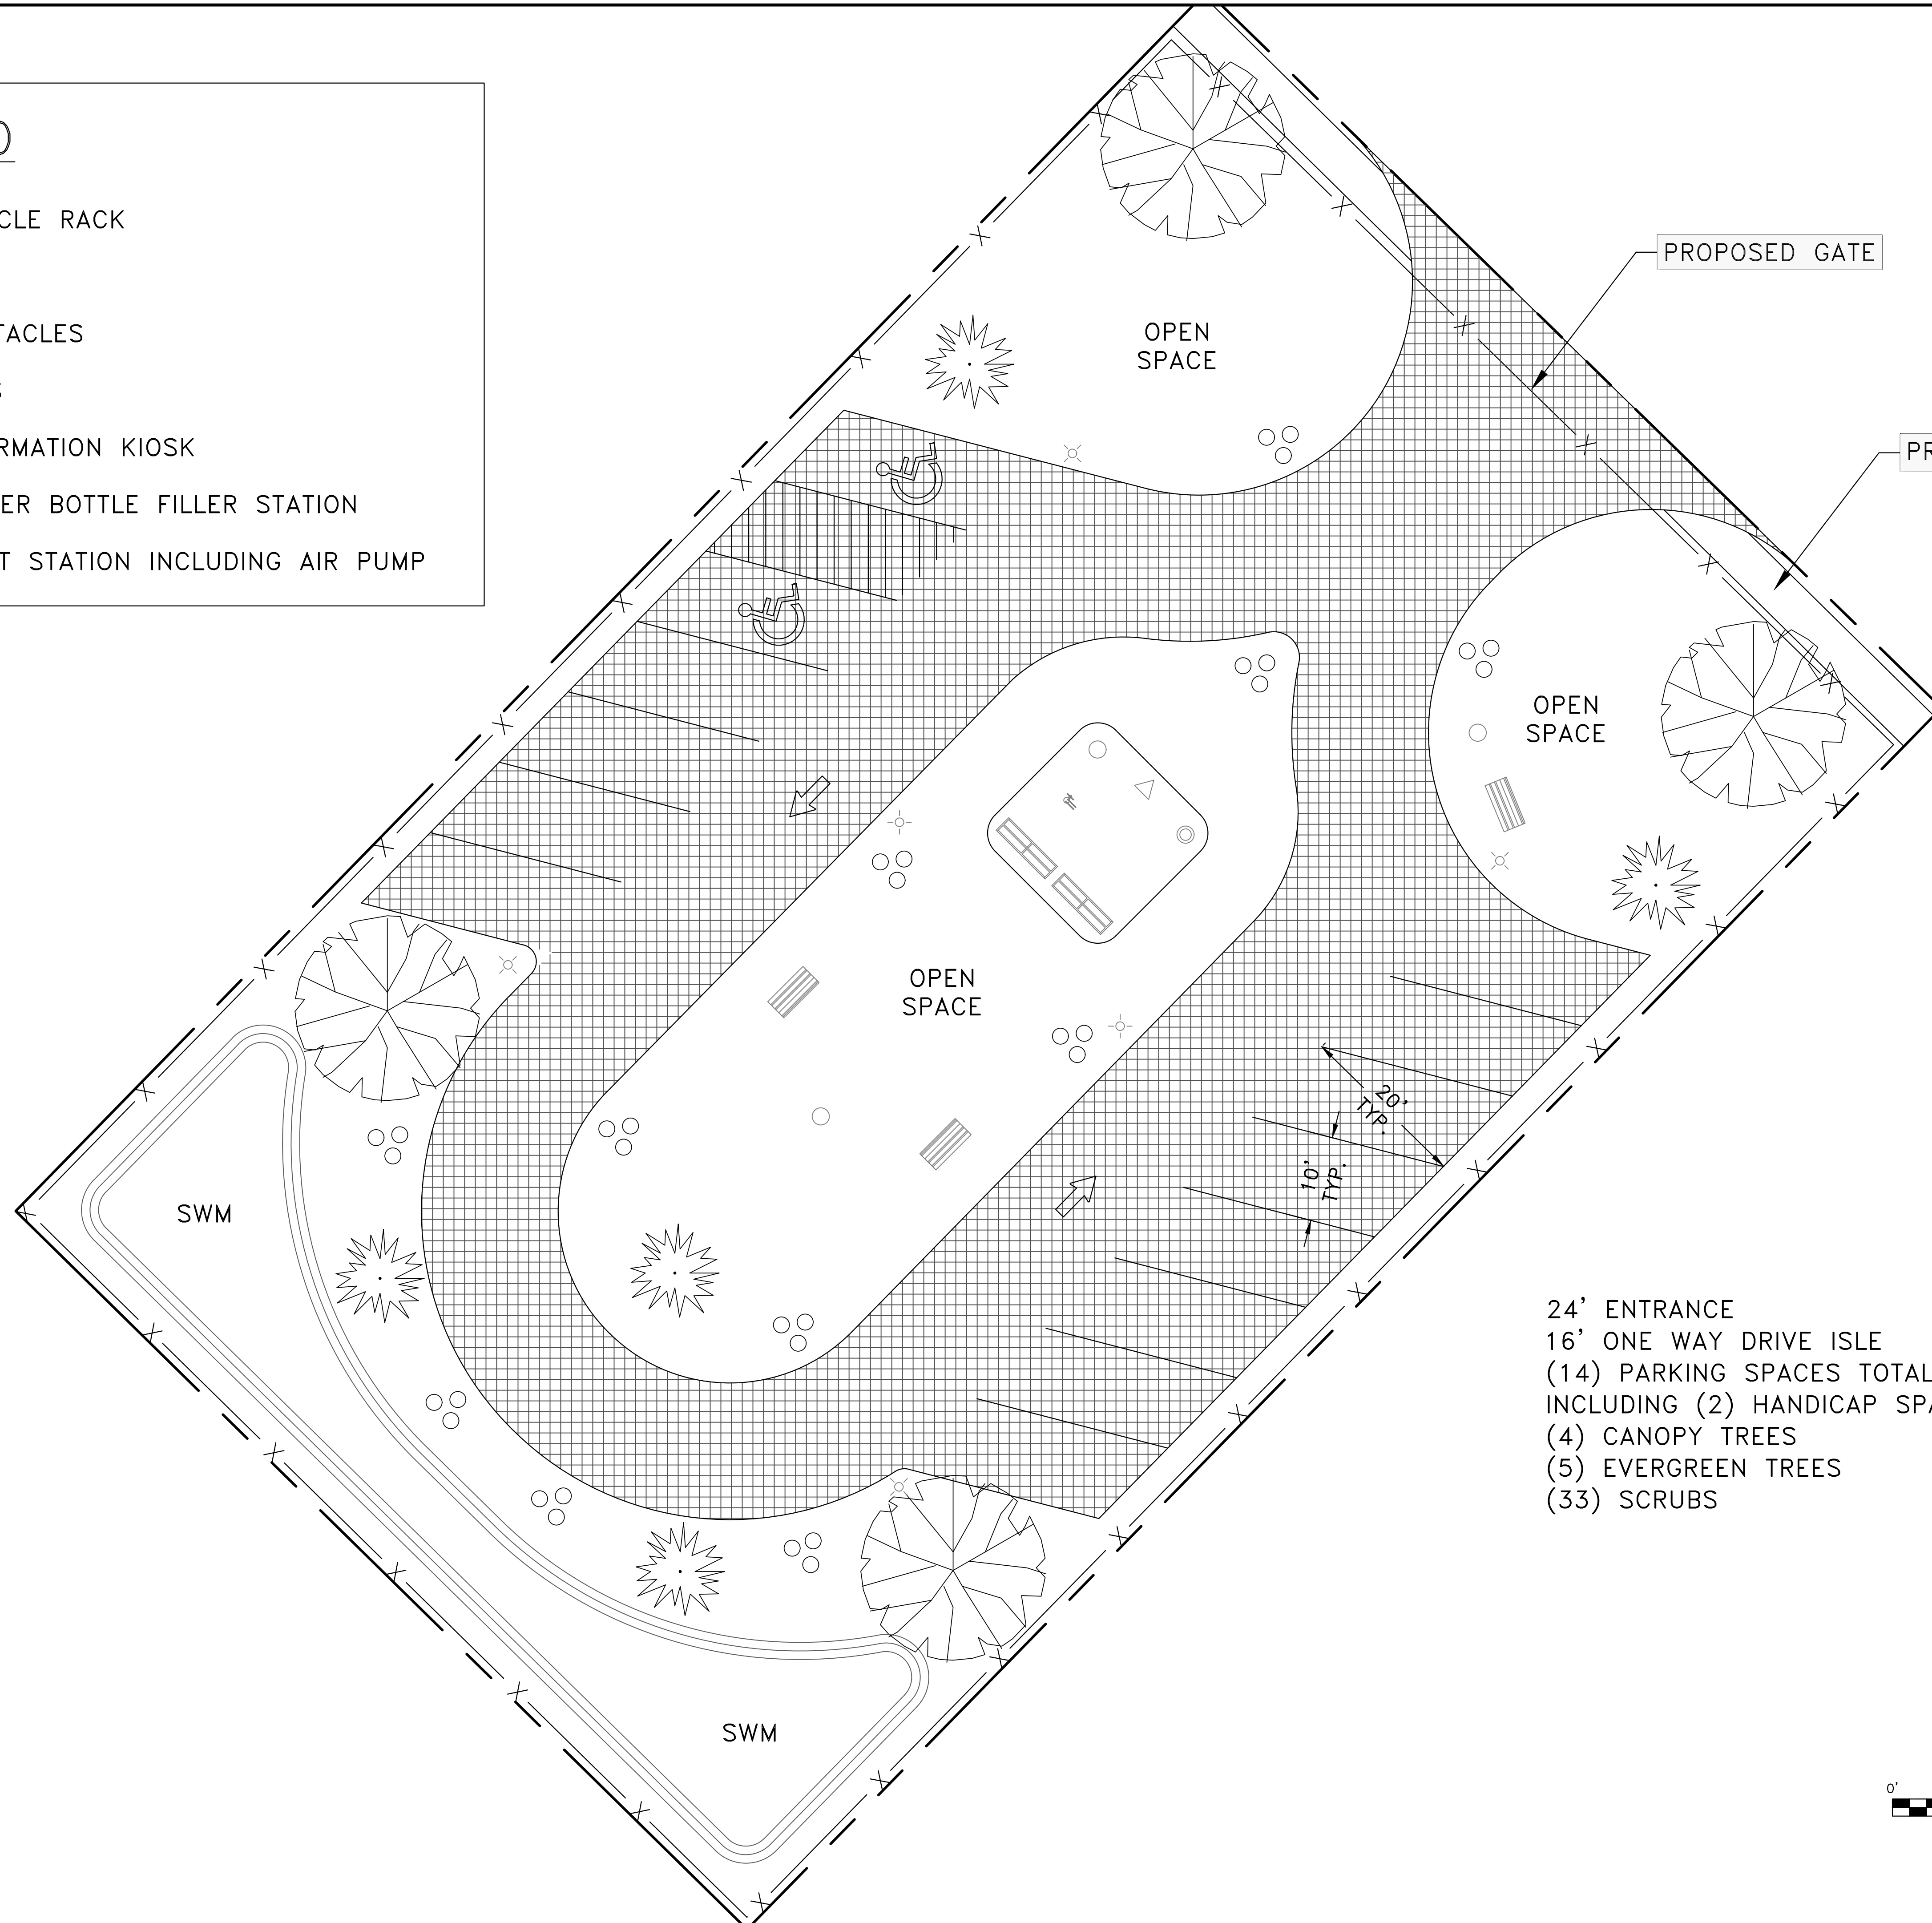 CLE RACK
TACLES
S
RMATION KIOSK
ER BOTTLE FILLER STATION
T STATION INCLUDING AIR PUMP
PROPOSED GATE
PR
OPEN
SPACE
OPEN
SPACE
OPEN
SPACE
20'
TYP.
10'
TYP.
SWM
SWM
24' ENTRANCE
16' ONE WAY DRIVE ISLE
(14) PARKING SPACES TOTAL
INCLUDING (2) HANDICAP SPA
(4) CANOPY TREES
(5) EVERGREEN TREES
(33) SCRUBS
0'